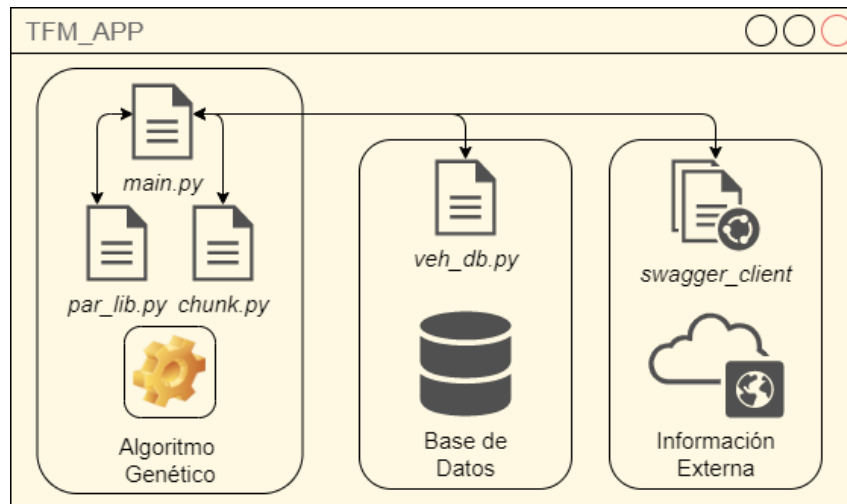 TFM_APP
main.py
par_lib.py chunk.py
Algoritmo
Genético
veh_db.py
Base de
Datos
swagger_client
Información
Externa